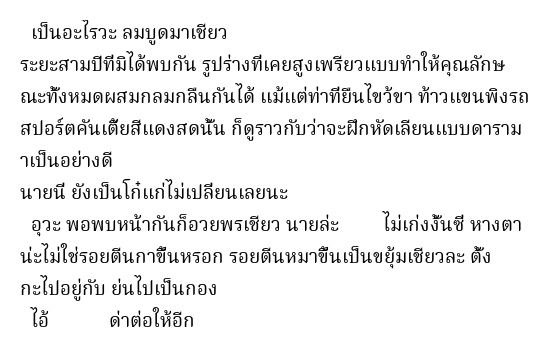 เป็นอะไรวะ ลมบูดมาเชียว
ระยะสามปีที่มิได้พบกัน รูปร่างที่เคยสูงเพรียวแบบทำให้คุณลักษ
ณะทั้งหมดผสมกลมกลืนกันได้ แม้แต่ท่าที่ยืนไขว้ขา ท้าวแขนพิงรถ
สปอร์ตคันเตี้ยสีแดงสดนั้น ก็ดูราวกับว่าจะฝึกหัดเลียนแบบดาราม
าเป็นอย่างดี
นายนี่ ยังเป็นโก๋แก่ไม่เปลี่ยนเลยนะ
อุวะ พอพบหน้ากันก็อวยพรเชียว นายล่ะ ไม่เก่งงั้นซี หางตา
น่ะไม่ใช่รอยตีนกาขึ้นหรอก รอยตีนหมาขึ้นเป็นขยุ้มเชียวละ ตั้ง
กะไปอยู่กับ ย่นไปเป็นกอง
ไอ้ ด่าต่อให้อีก